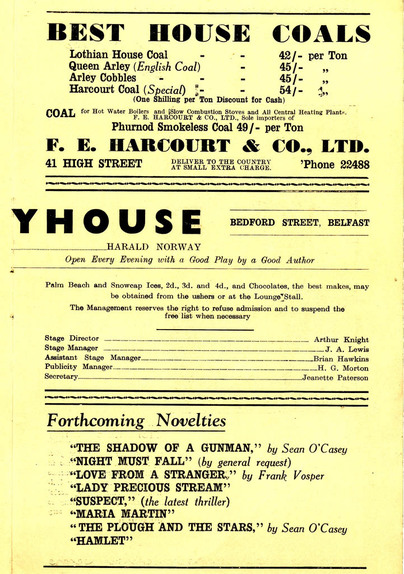 BEST HOUSE COALS
Lothian House Coal - - 42/- per Ton
Queen Arley (English Coal) - 45/- „
Arley Cobbles - - 45/- „
Harcourt Coal (Special) - - 54/- „
(One Shilling per Ton Discount for Cash)
COAL for Hot Water Boilers and Slow Combustion Stoves and All Central Heating Plants.
F. E. HARCOURT & CO., LTD., Sole importers of
Phurnod Smokeless Coal 49/- per Ton
F. E. HARCOURT & CO., LTD.
41 HIGH STREET DELIVER TO THE COUNTRY AT SMALL EXTRA CHARGE. 'Phone 22488
YHOUSE BEDFORD STREET, BELFAST
HARALD NORWAY
Open Every Evening with a Good Play by a Good Author
Palm Beach and Snowcap Ices, 2d., 3d. and 4d., and Chocolates, the best makes, may
be obtained from the ushers or at the Lounge Stall.
The Management reserves the right to refuse admission and to suspend the
free list when necessary
Stage Director Arthur Knight
Stage Manager J. A. Lewis
Assistant Stage Manager Brian Hawkins
Publicity Manager H. G. Morton
Secretary Jeanette Paterson
Forthcoming Novelties
"THE SHADOW OF A GUNMAN," by Sean O'Casey
"NIGHT MUST FALL" (by general request)
"LOVE FROM A STRANGER," by Frank Vosper
"LADY PRECIOUS STREAM"
"SUSPECT," (the latest thriller)
"MARIA MARTIN"
"THE PLOUGH AND THE STARS," by Sean O'Casey
"HAMLET"